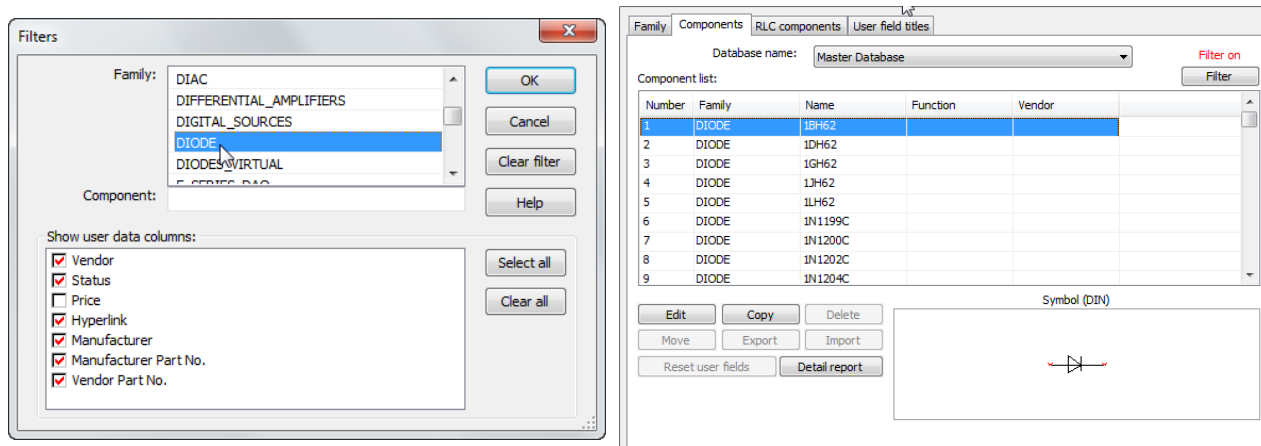 Filters
Family:
DIAC
DIFFERENTIAL_AMPLIFIERS
DIGITAL_SOURCES
DIODE
DIODES_VIRTUAL
Component:
OK
Cancel
Clear filter
Help
Show user data columns:
Vendor
Status
Price
Hyperlink
Manufacturer
Manufacturer Part No.
Vendor Part No.
Select all
Clear all
Family Components RLC components User field titles
Database name: Master Database Filter on
Component list: Filter
Number Family Name Function Vendor
1 DIODE 1BH62
2 DIODE 1DH62
3 DIODE 1GH62
4 DIODE 1JH62
5 DIODE 1LH62
6 DIODE 1N1199C
7 DIODE 1N1200C
8 DIODE 1N1202C
9 DIODE 1N1204C
Edit Copy Delete
Move Export Import
Reset user fields Detail report
Symbol (DIN)